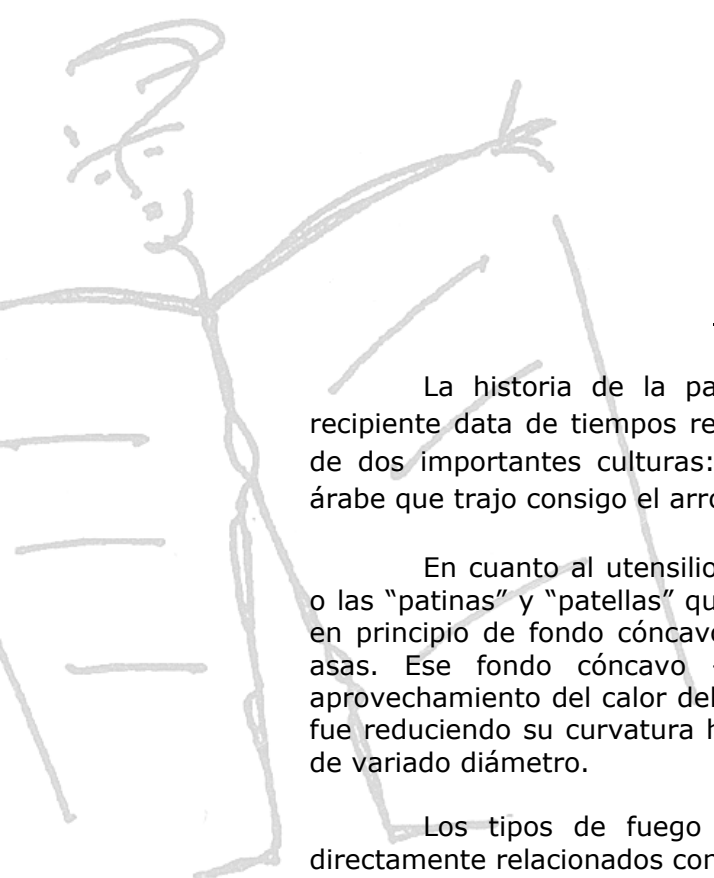 La historia de la pa
recipiente data de tiempos re
de dos importantes culturas:
árabe que trajo consigo el arro
En cuanto al utensilio
o las “patinas” y “patellas” qu
en principio de fondo cóncavo
asas. Ese fondo cóncavo
aprovechamiento del calor del
fue reduciendo su curvatura h
de variado diámetro.
Los tipos de fuego
directamente relacionados con